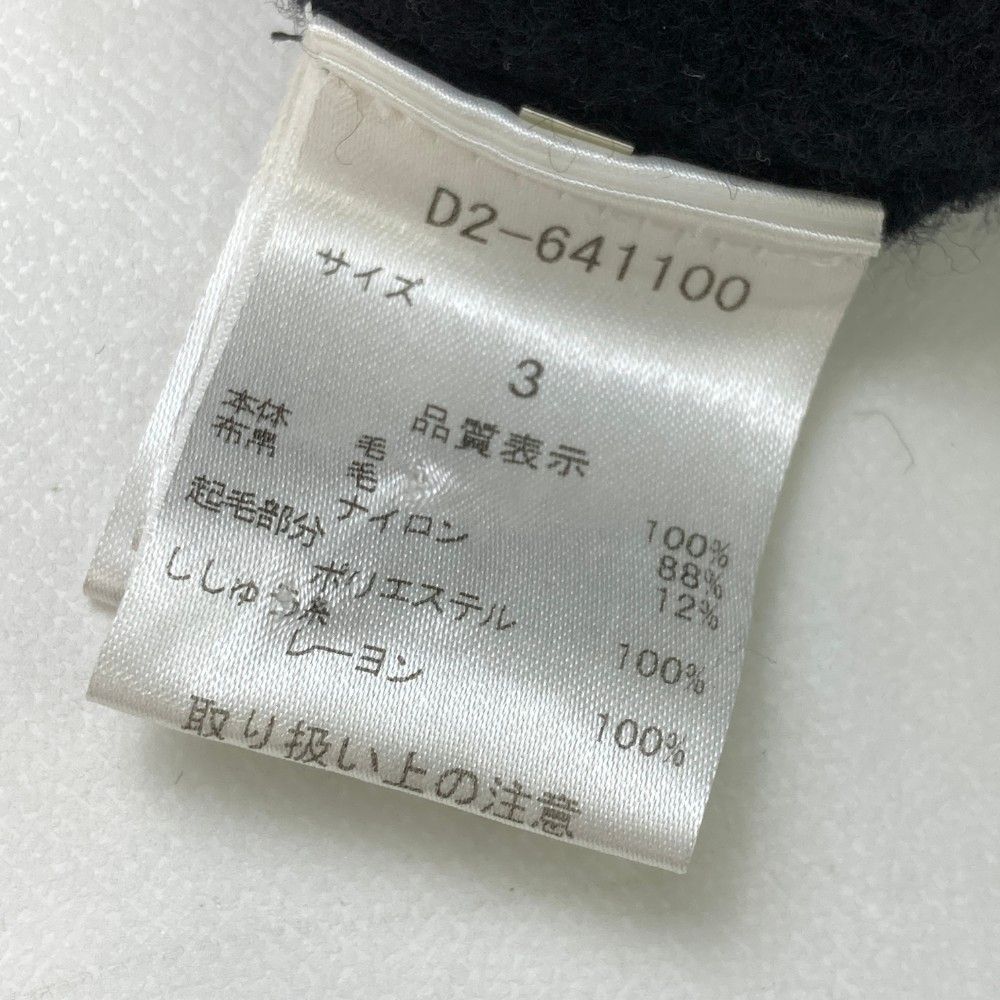 D2-641100
サイズ
3
品質表示
本体 毛 100%
布帛 毛 88%
ナイロン 12%
起毛部分
ポリエステル 100%
ししゅう糸
レーヨン 100%
取り扱い上の注意